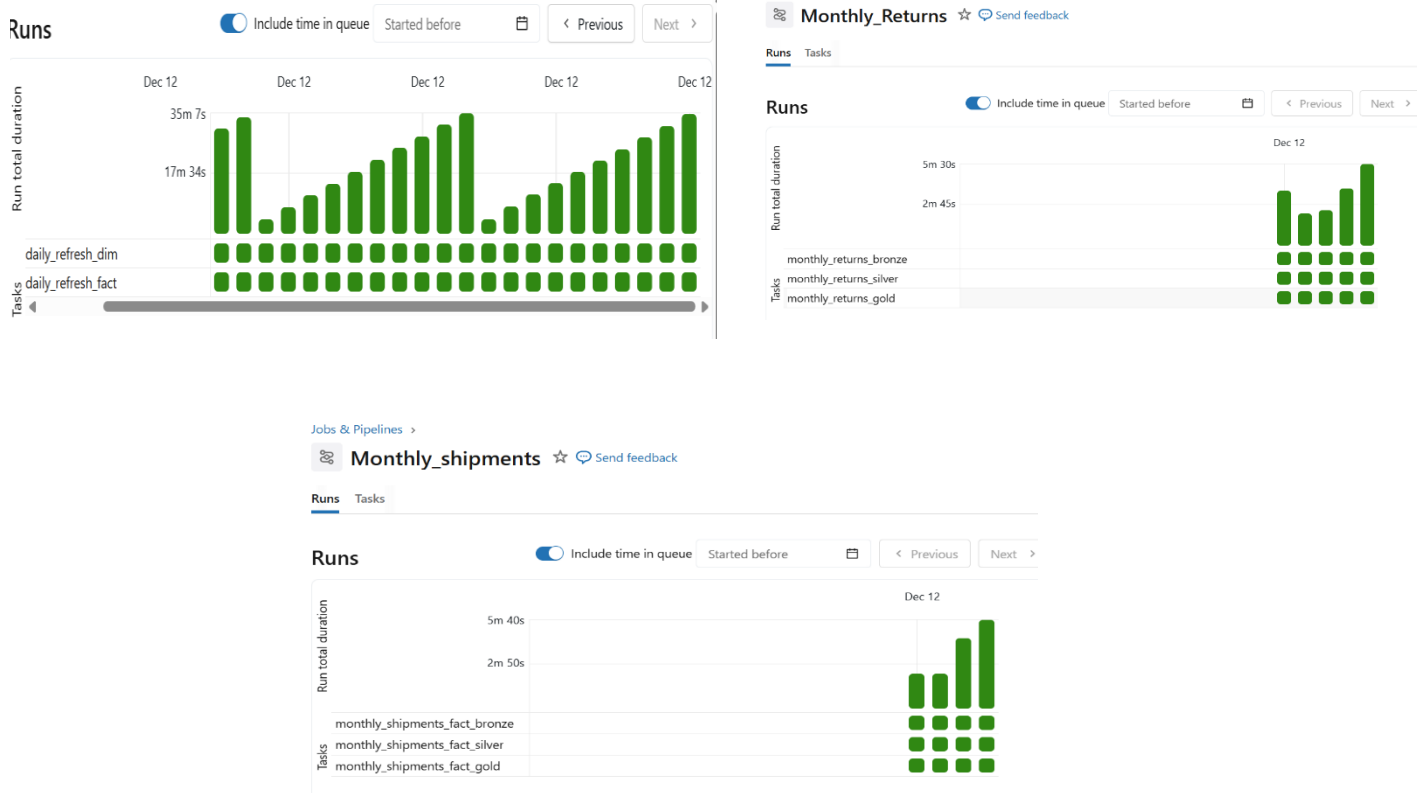 Runs
Include time in queue
Started before
Previous
Next
Dec 12 Dec 12 Dec 12 Dec 12 Dec 12
Run total duration
35m 7s
17m 34s
Tasks
daily_refresh_dim
daily_refresh_fact
Monthly_Returns
Send feedback
Runs Tasks
Runs
Include time in queue
Started before
Previous
Next
Dec 12
Run total duration
5m 30s
2m 45s
Tasks
monthly_returns_bronze
monthly_returns_silver
monthly_returns_gold
Jobs & Pipelines
Monthly_shipments
Send feedback
Runs Tasks
Runs
Include time in queue
Started before
Previous
Next
Dec 12
Run total duration
5m 40s
2m 50s
Tasks
monthly_shipments_fact_bronze
monthly_shipments_fact_silver
monthly_shipments_fact_gold